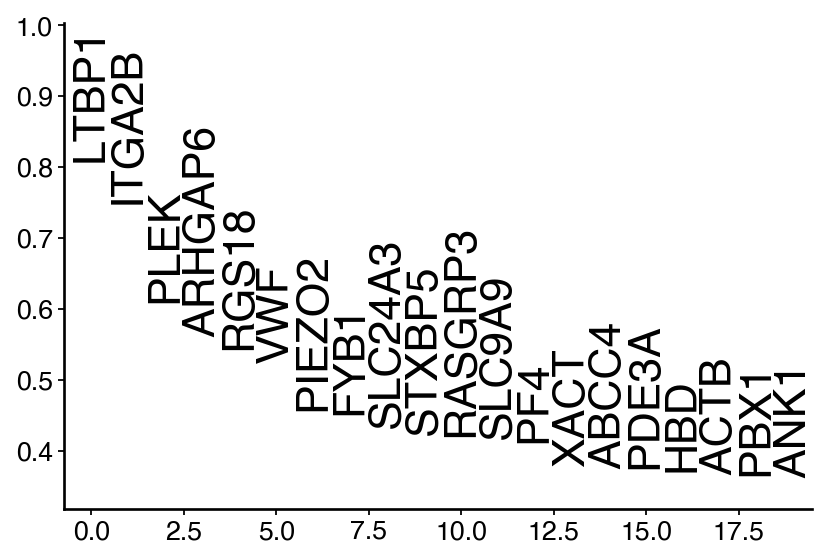 1.0
0.9
0.8
0.7
0.6
0.5
0.4
LTBP1
ITGA2B
PLEK
ARHGAP6
RGS18
VWF
PIEZO2
FYB1
SLC24A3
STXBP5
RASGRP3
SLC9A9
PF4
XACT
ABCC4
PDE3A
HBD
ACTB
PBX1
ANK1
0.0 2.5 5.0 7.5 10.0 12.5 15.0 17.5